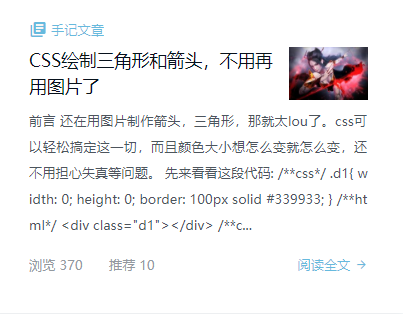 手记文章
CSS绘制三角形和箭头，不用再
用图片了
前言 还在用图片制作箭头，三角形，那就太lou了。css可
以轻松搞定这一切，而且颜色大小想怎么变就怎么变，还
不用担心失真等问题。 先来看看这段代码: /**css*/ .d1{ w
idth: 0; height: 0; border: 100px solid #339933; } /**ht
ml*/ <div class="d1"></div> /**c...
浏览 370 推荐 10 阅读全文 →